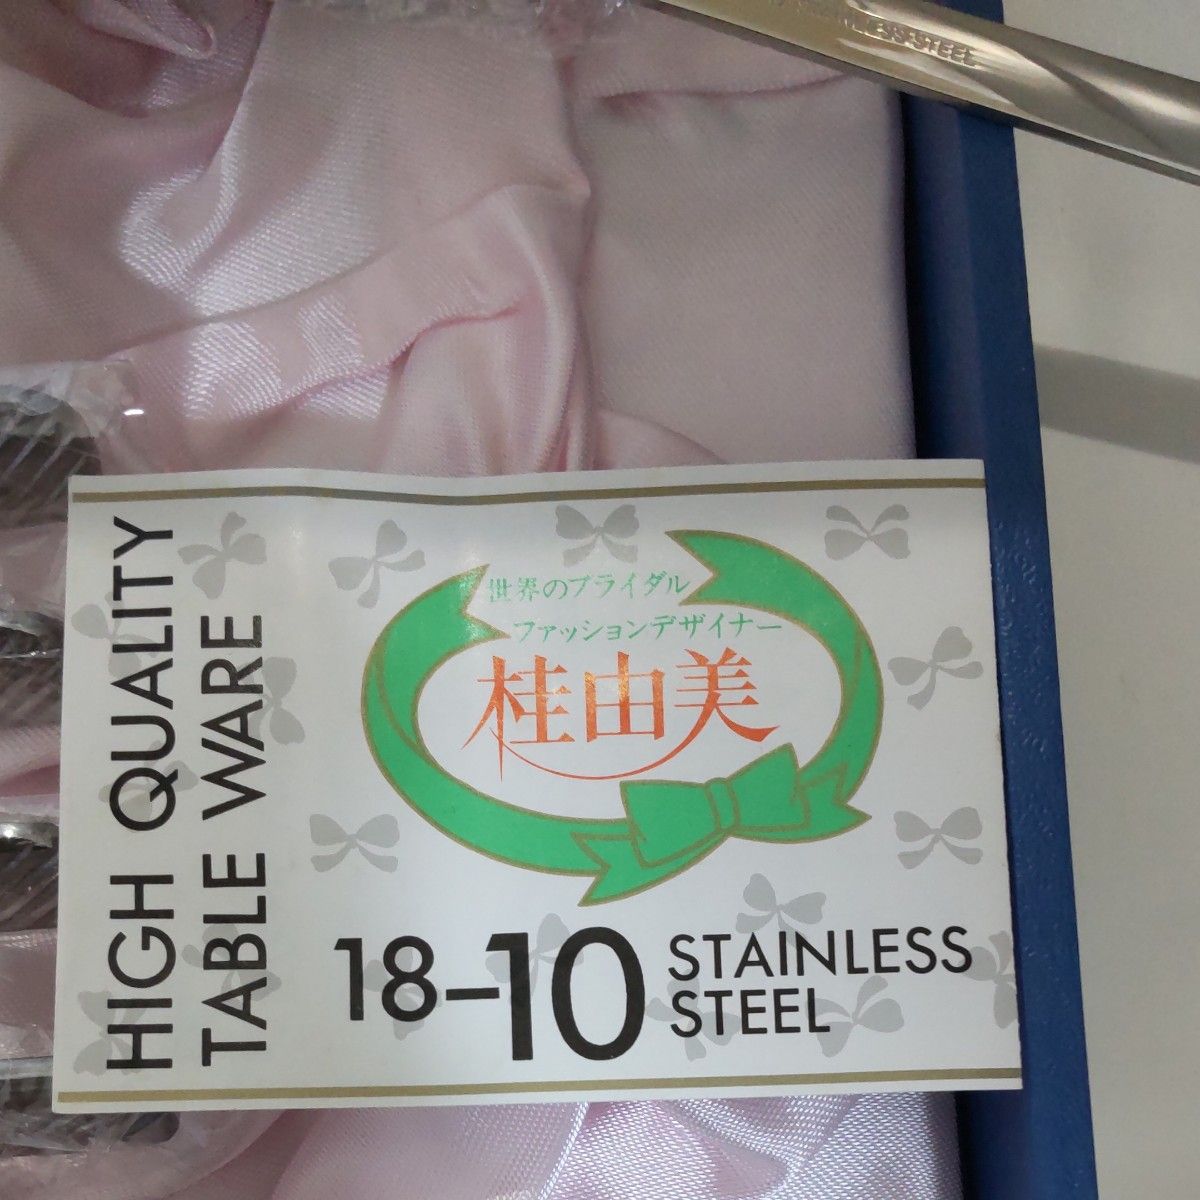 STAINLESS-STEEL
HIGH QUALITY
TABLE WARE
世界のブライダル
ファッションデザイナー
桂由美
18-10 STAINLESS
STEEL